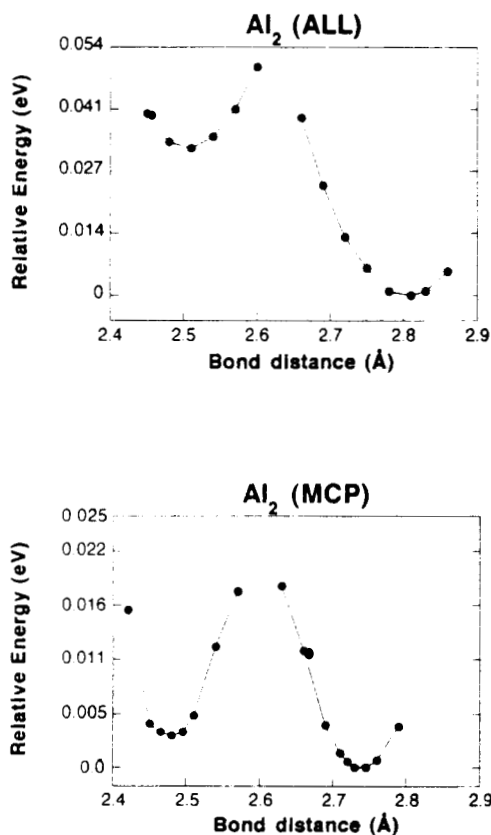 Al₂ (ALL)
0.054
0.041
0.027
0.014
0
Relative Energy (eV)
2.4 2.5 2.6 2.7 2.8 2.9
Bond distance (Å)
Al₂ (MCP)
0.025
0.022
0.016
0.011
0.005
0.0
Relative Energy (eV)
2.4 2.5 2.6 2.7 2.8 2.9
Bond distance (Å)